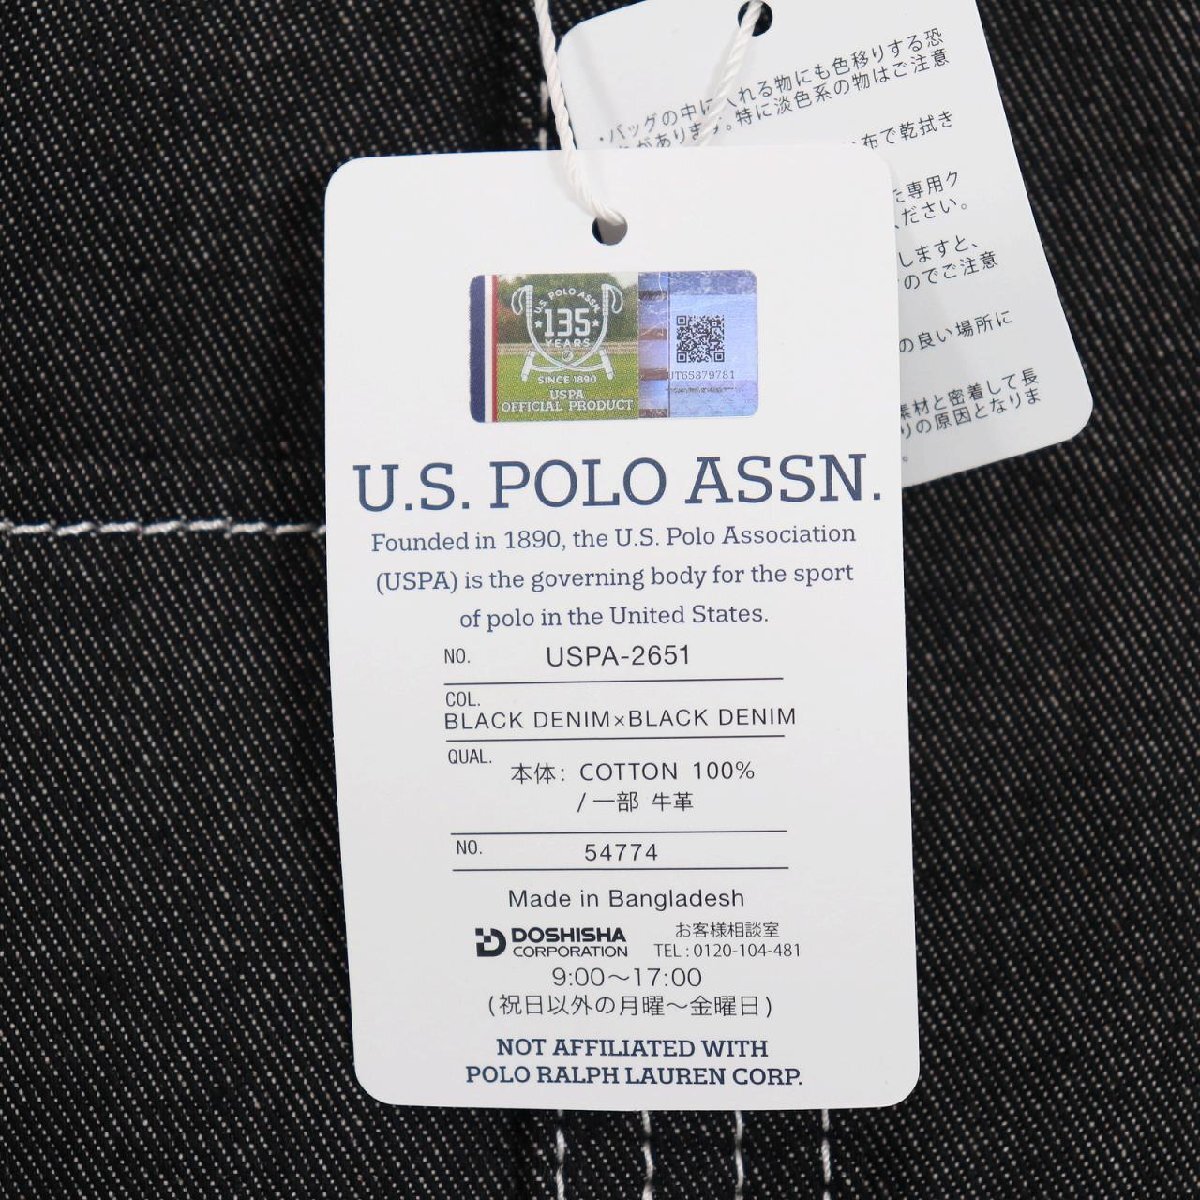 ・バッグの中に入れる物にも色移りする恐
があります。特に淡色系の物はご注意
布で乾拭き
た専用ク
ください。
しますと、
のでご注意
の良い場所に
素材と密着して長
りの原因となりま
。
U.S. POLO ASSN.
135
YEARS
SINCE 1890
USPA
OFFICIAL PRODUCT
JT65379781
U.S. POLO ASSN.
Founded in 1890, the U.S. Polo Association
(USPA) is the governing body for the sport
of polo in the United States.
NO. USPA-2651
COL.
BLACK DENIM×BLACK DENIM
QUAL. 本体: COTTON 100%
/一部 牛革
NO. 54774
Made in Bangladesh
DOSHISHA
CORPORATION
お客様相談室
TEL : 0120-104-481
9:00〜17:00
(祝日以外の月曜〜金曜日)
NOT AFFILIATED WITH
POLO RALPH LAUREN CORP.